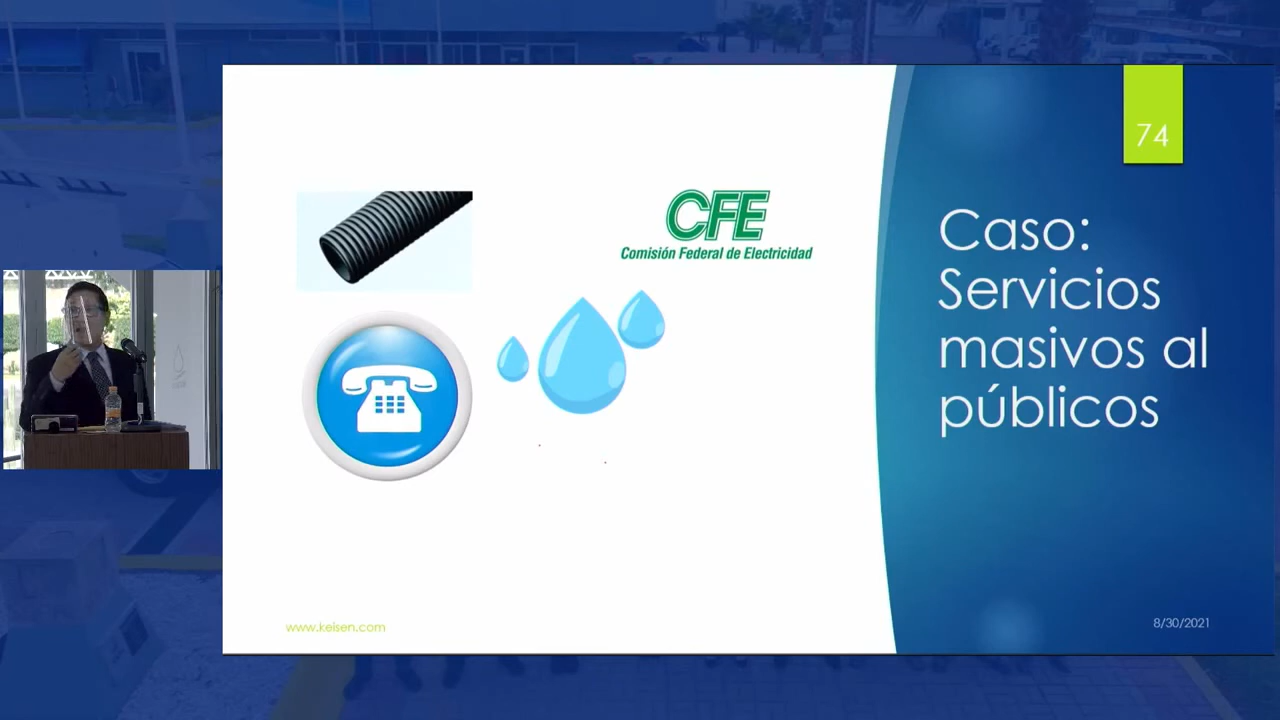 74
CFE
Comisión Federal de Electricidad
Caso:
Servicios
masivos al
públicos
www.keisen.com
8/30/2021